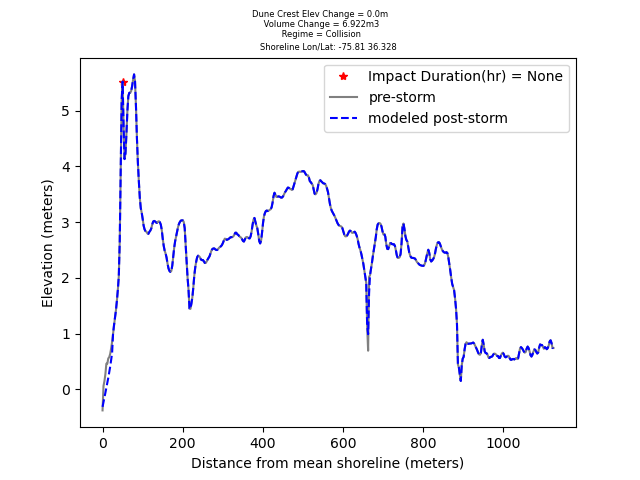 Dune Crest Elev Change = 0.0m
Volume Change = 6.922m3
Regime = Collision
Shoreline Lon/Lat: -75.81 36.328
Impact Duration(hr) = None
pre-storm
modeled post-storm
Elevation (meters)
5
4
3
2
1
0
0 200 400 600 800 1000
Distance from mean shoreline (meters)